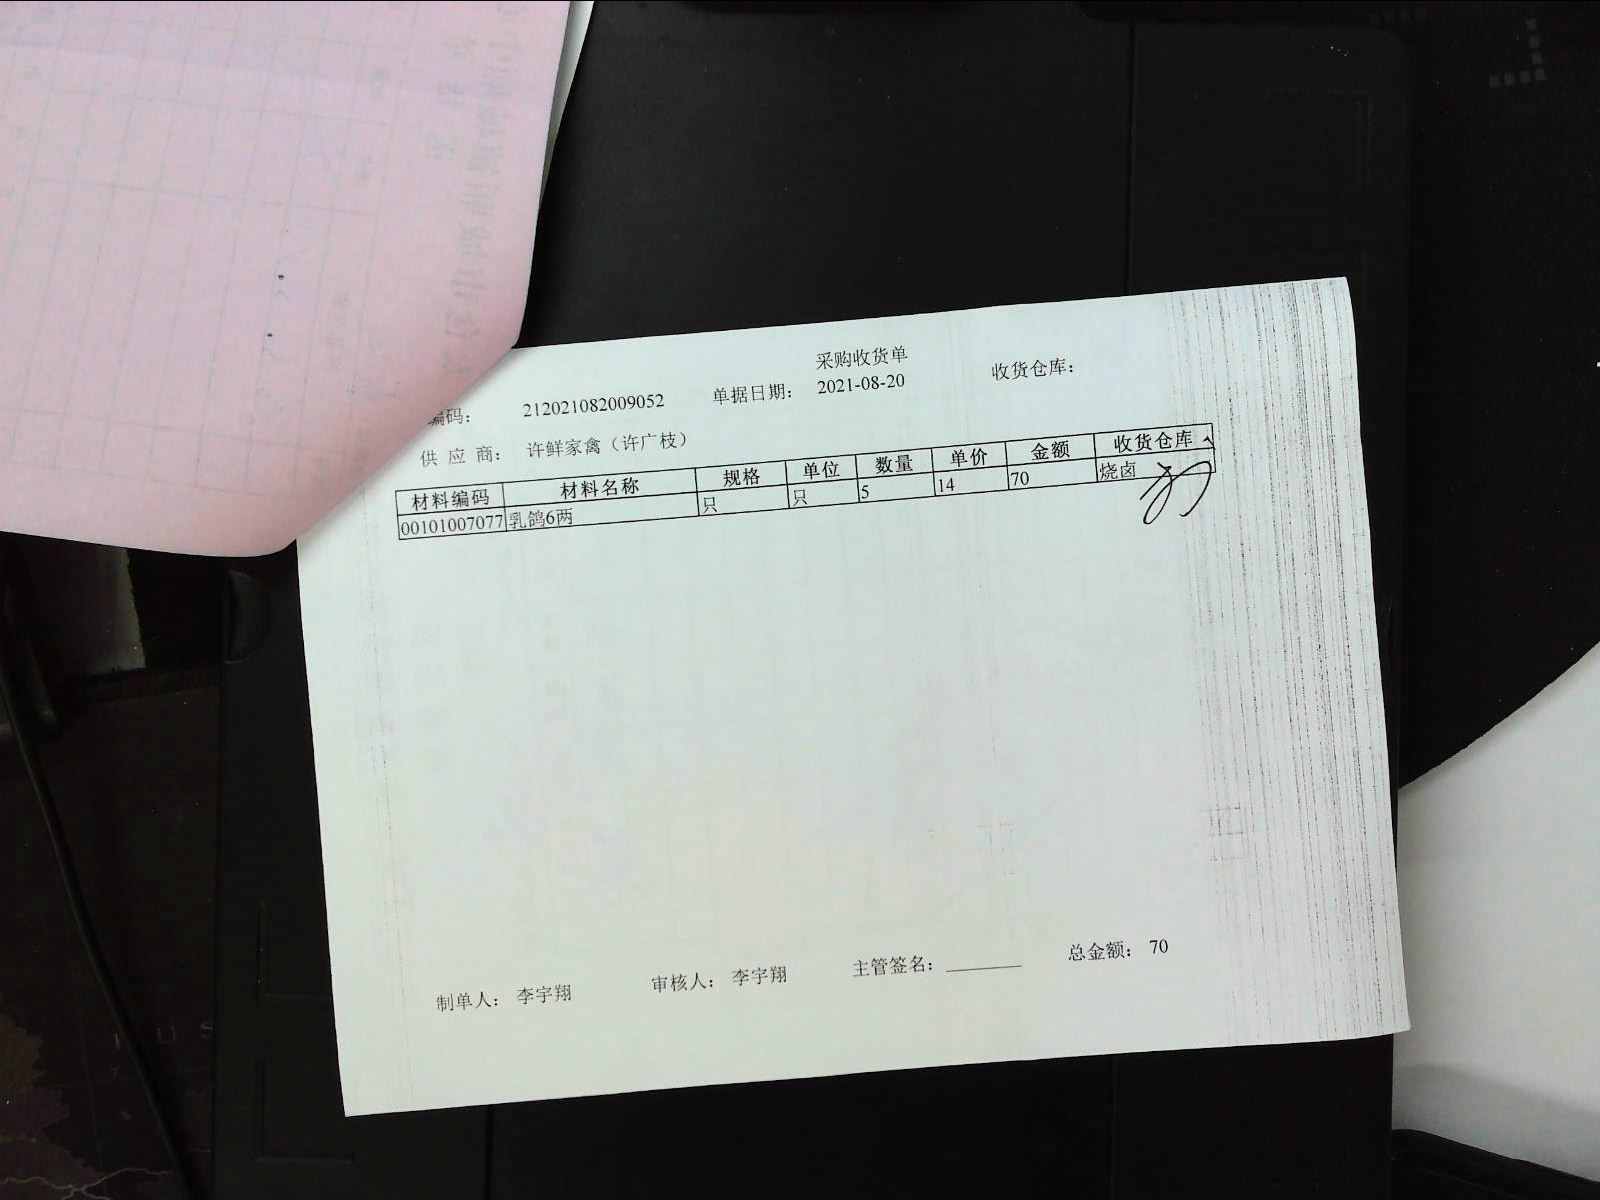 采购收货单
编码： 212021082009052 单据日期： 2021-08-20 收货仓库：
供应商： 许鲜家禽（许广枝）
材料编码 材料名称 规格 单位 数量 单价 金额 收货仓库
00101007077 乳鸽6两 只 只 5 14 70 烧卤
制单人： 李宇翔 审核人： 李宇翔 主管签名： 总金额： 70